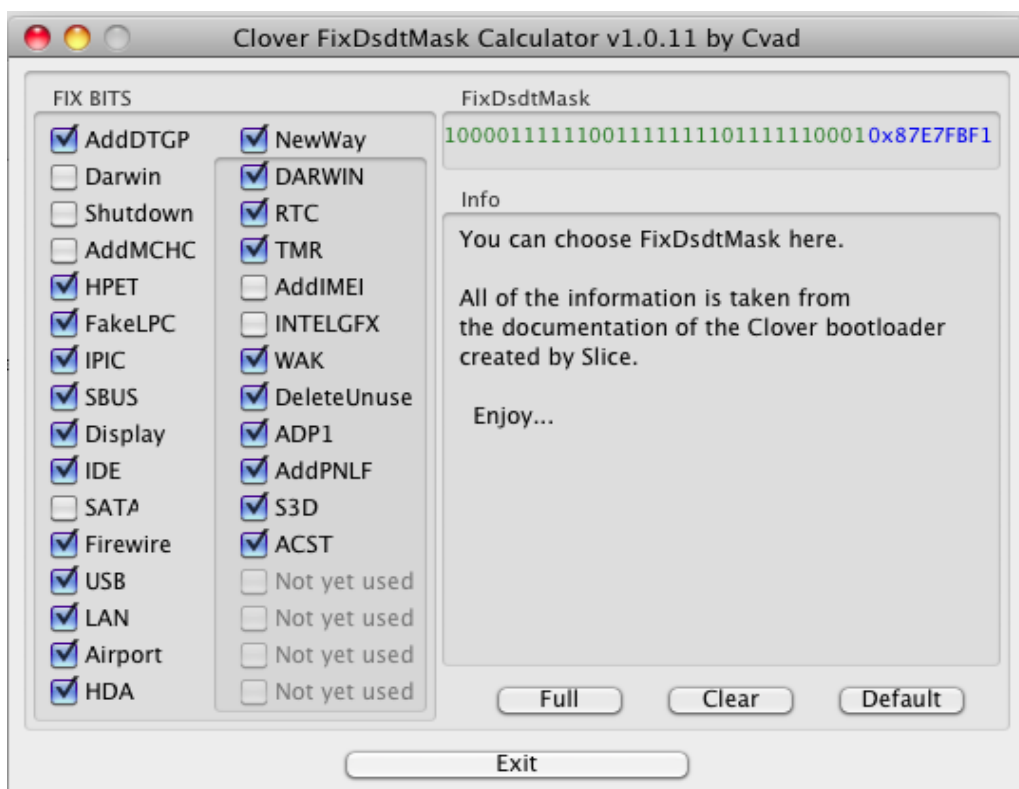 Clover FixDsdtMask Calculator v1.0.11 by Cvad
FIX BITS
AddDTGP
Darwin
Shutdown
AddMCHC
HPET
FakeLPC
IPIC
SBUS
Display
IDE
SATA
Firewire
USB
LAN
Airport
HDA
NewWay
DARWIN
RTC
TMR
AddIMEI
INTELGFX
WAK
DeleteUnuse
ADP1
AddPNLF
S3D
ACST
Not yet used
Not yet used
Not yet used
Not yet used
FixDsdtMask
10000111111001111111101111110001 0x87E7FBF1
Info
You can choose FixDsdtMask here.
All of the information is taken from
the documentation of the Clover bootloader
created by Slice.
Enjoy...
Full
Clear
Default
Exit